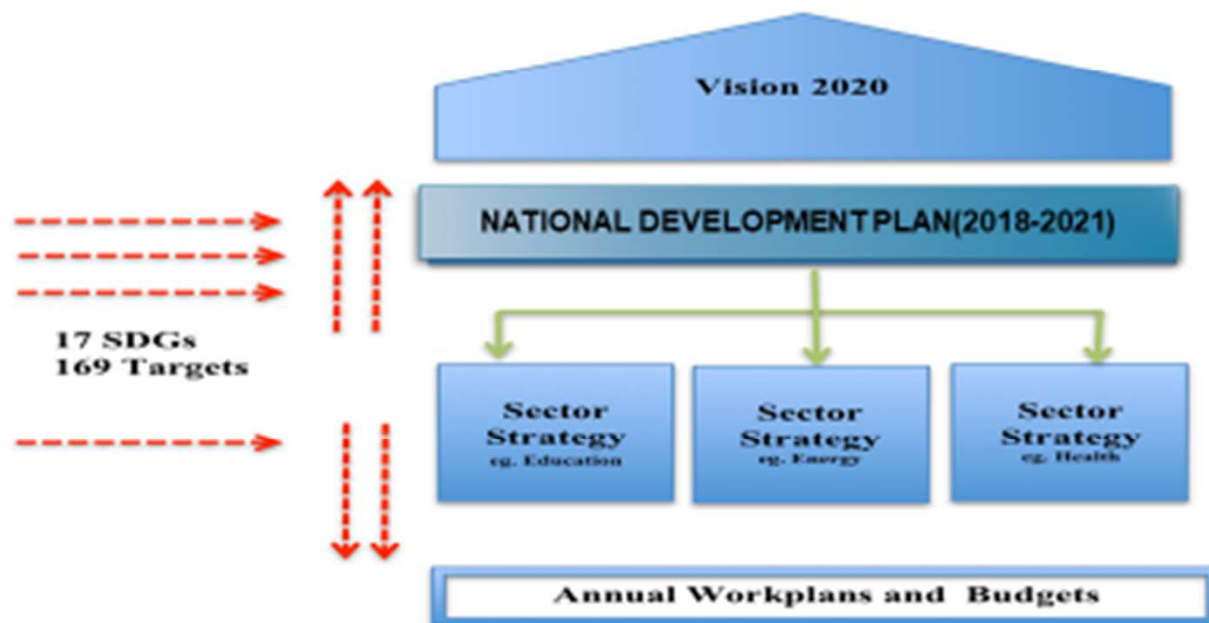 Vision 2020
NATIONAL DEVELOPMENT PLAN(2018-2021)
17 SDGs
169 Targets
Sector
Strategy
eg. Education
Sector
Strategy
eg. Energy
Sector
Strategy
eg. Health
Annual Workplans and Budgets